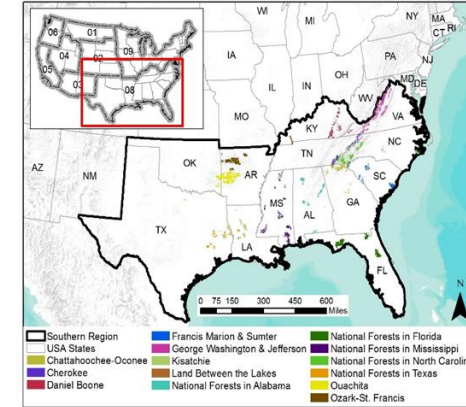 WI
MI
NY
MA
CT
RI
PA
NJ
MD
DE
OH
IN
IL
IA
MO
WV
VA
KY
NC
TN
SC
GA
AL
MS
AR
OK
LA
TX
FL
AZ
NM
06
01
09
04
02
05
03
08
N
0 75 150 300 450 600
Miles
Southern Region
USA States
Chattahoochee-Oconee
Cherokee
Daniel Boone
Francis Marion & Sumter
George Washington & Jefferson
Kisatchie
Land Between the Lakes
National Forests in Alabama
National Forests in Florida
National Forests in Mississippi
National Forests in North Carolin
National Forests in Texas
Ouachita
Ozark-St. Francis